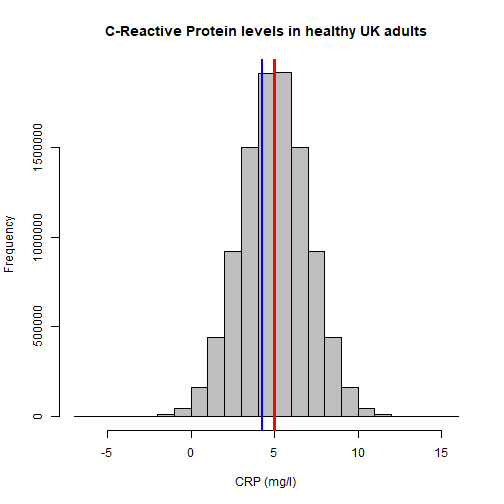 C-Reactive Protein levels in healthy UK adults
Frequency
1500000
1000000
500000
0
-5 0 5 10 15
CRP (mg/l)